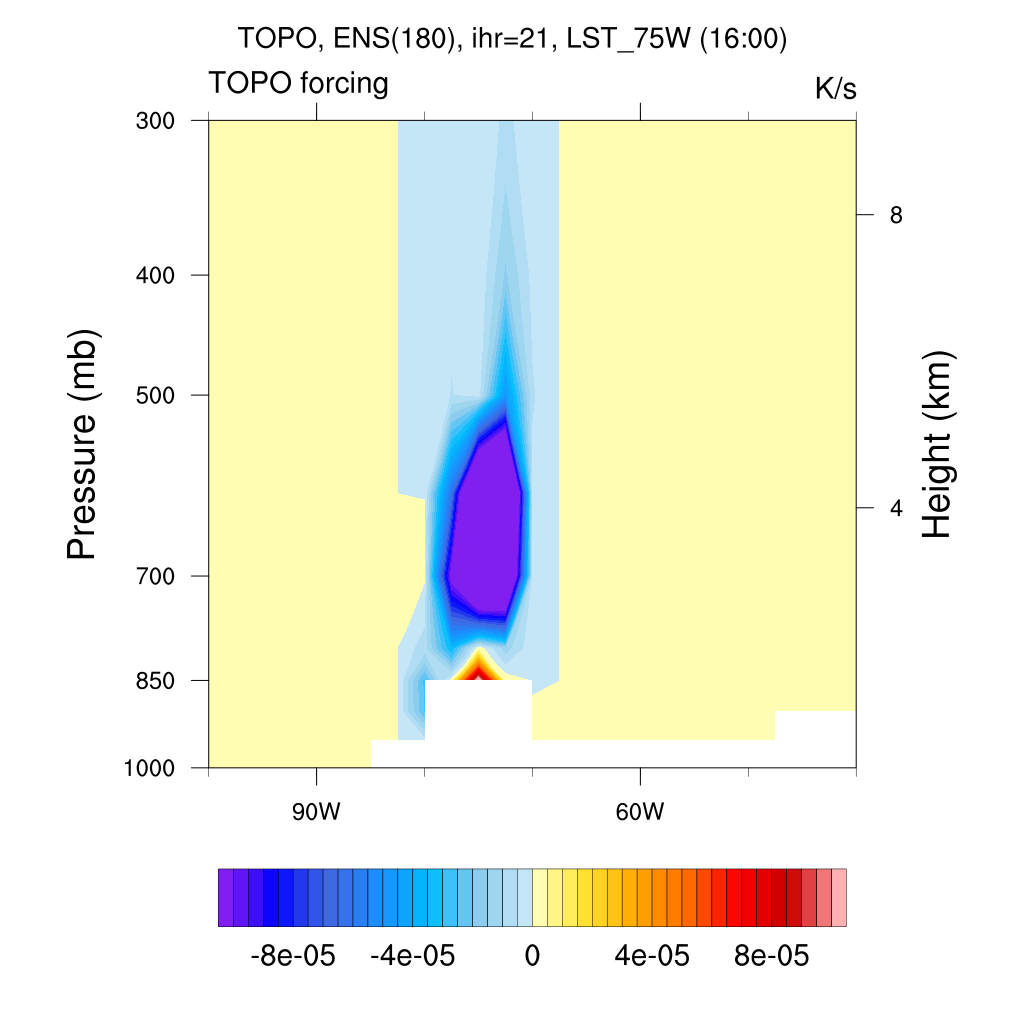 TOPO, ENS(180), ihr=21, LST_75W (16:00)
TOPO forcing
K/s
300
400
500
700
850
1000
Pressure (mb)
8
4
Height (km)
90W
60W
-8e-05
-4e-05
0
4e-05
8e-05